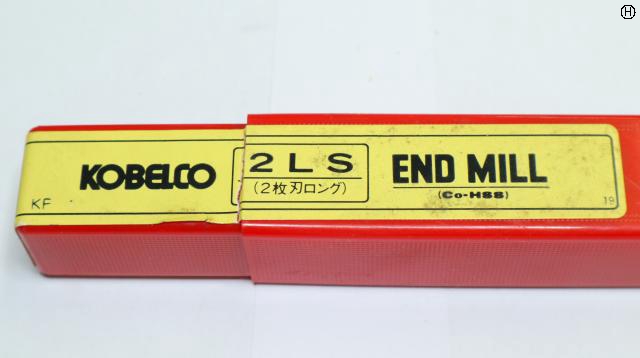 KOBELCO
2LS
(2枚刃ロング)
END MILL
(Co-HSS)
KF
19
H